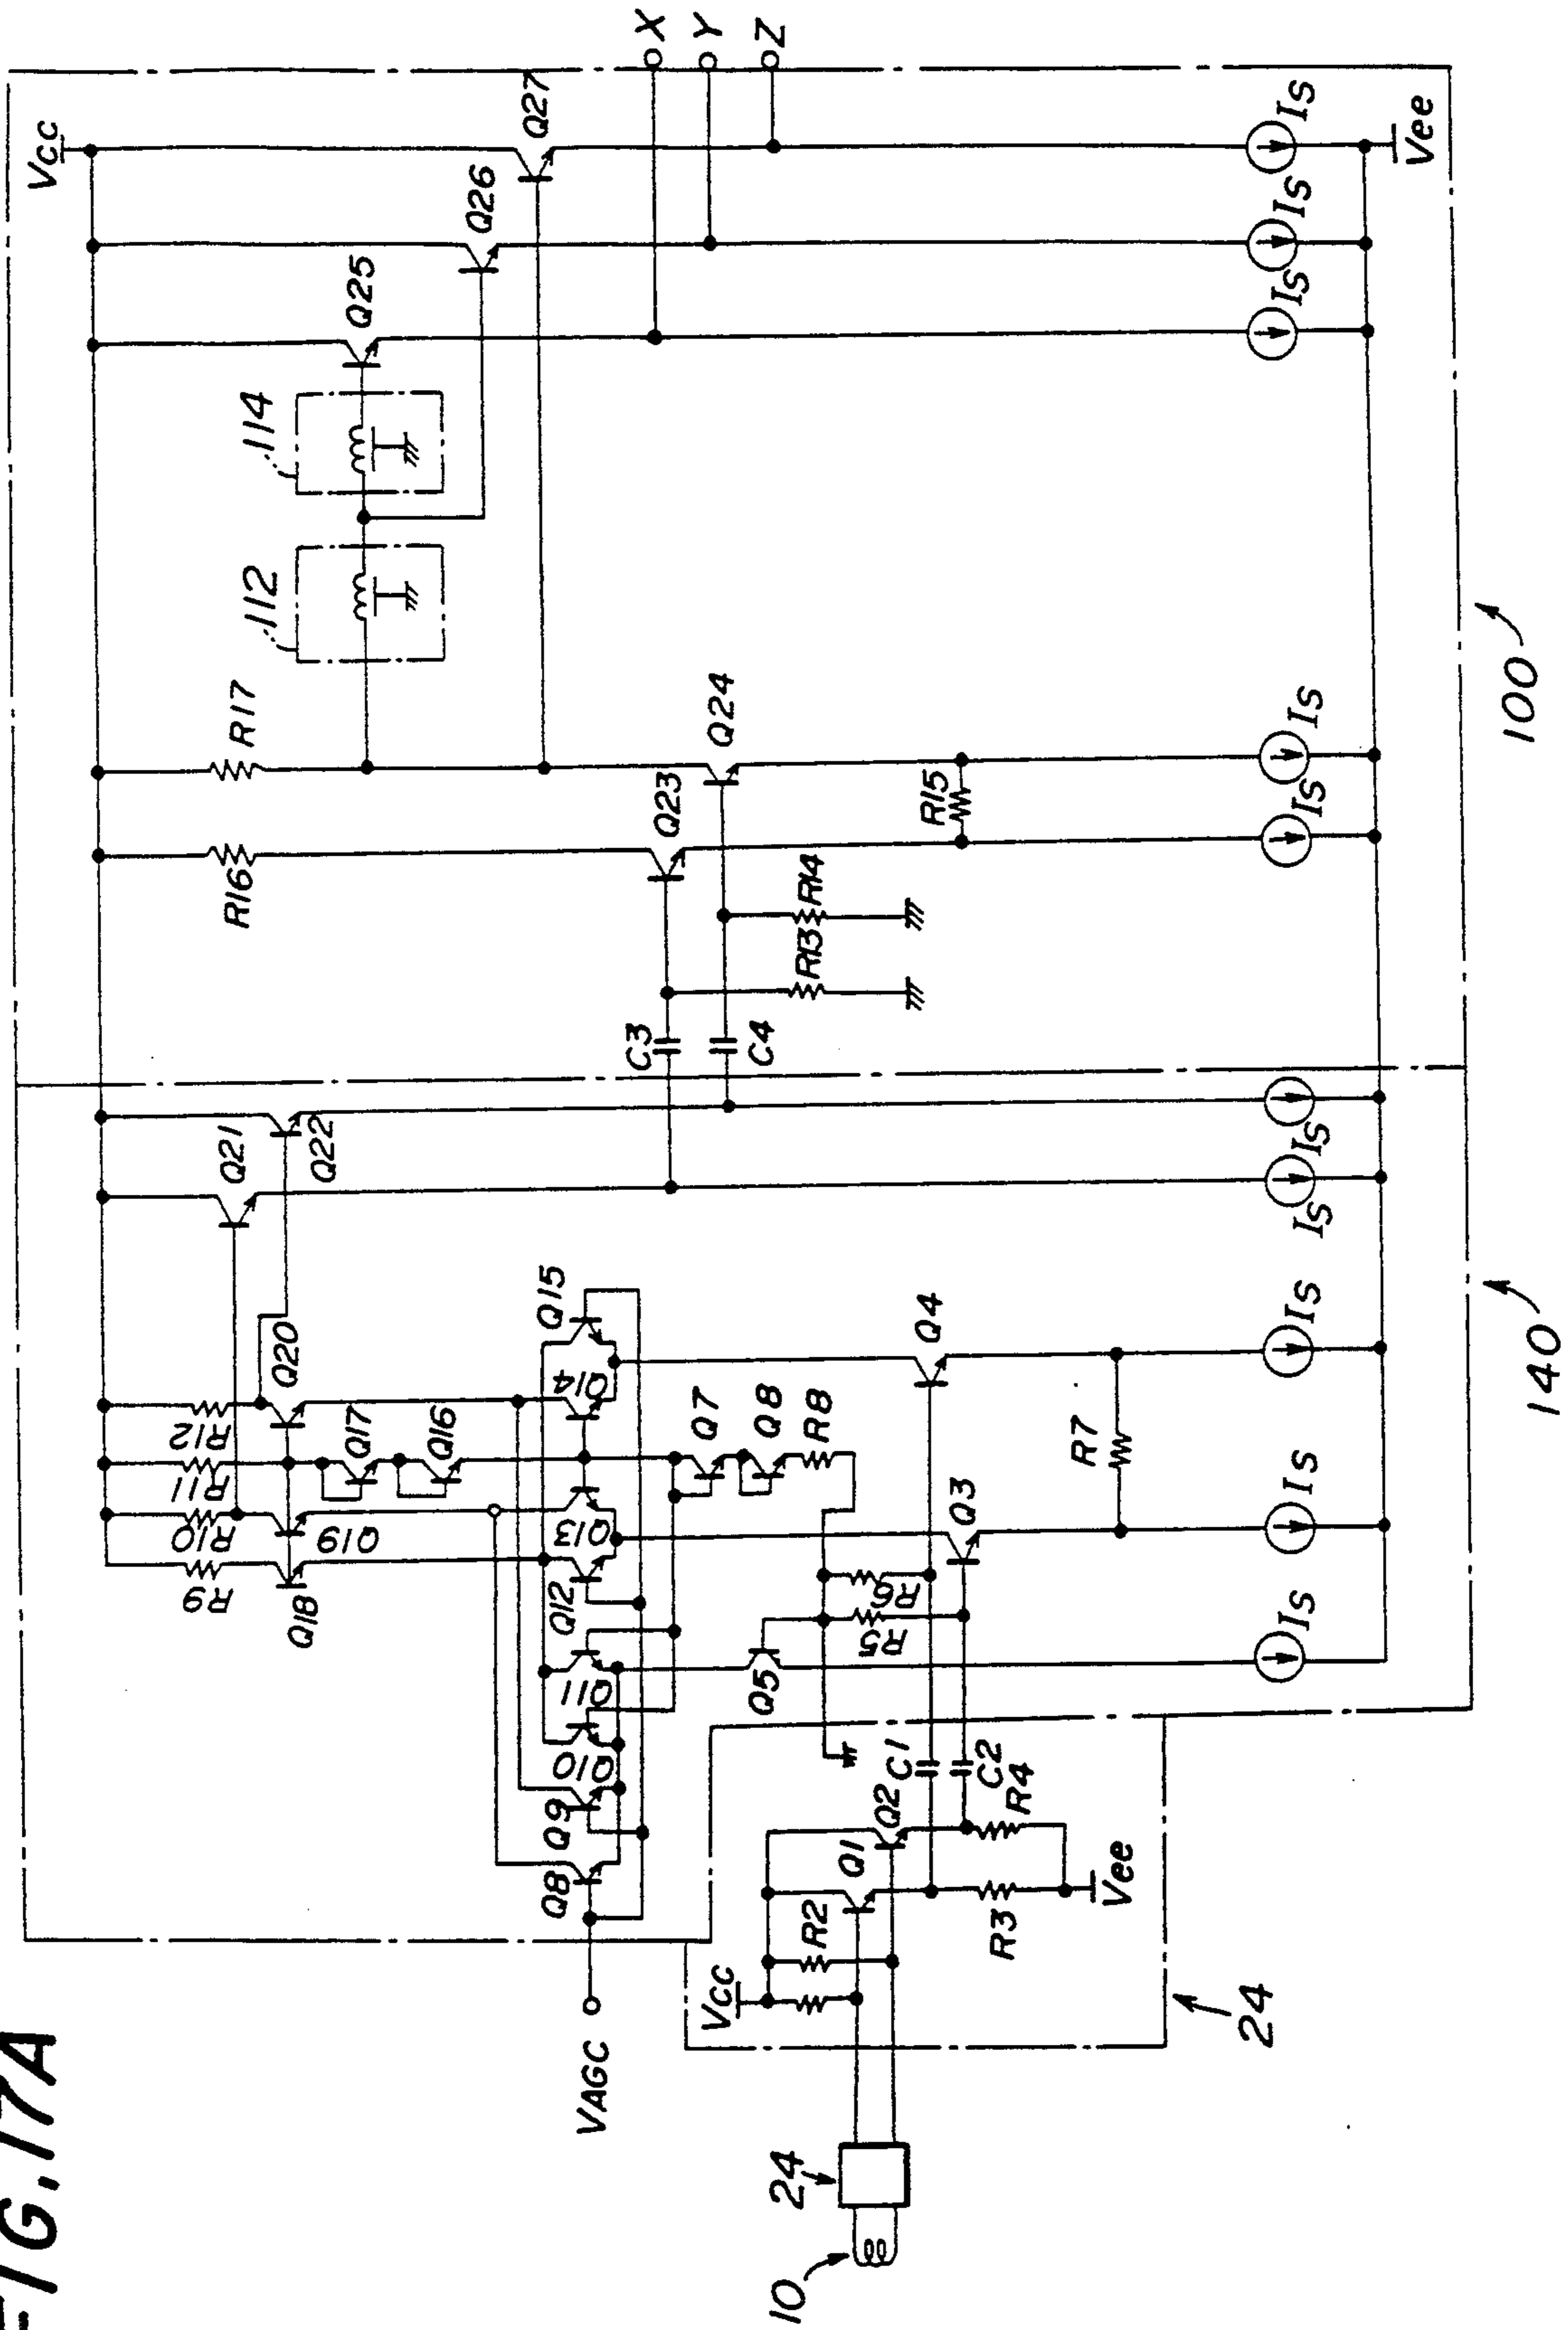 FIG. 17A
Vcc
R17
R16
112
114
Q25
Q26
Q27
X
Y
Z
R12
R11
R10
R9
Q20
Q17
Q16
Q19
Q18
Q21
Q22
C3
C4
Q23
Q24
R13
R14
R15
Q15
Q14
Q13
Q12
Q11
Q10
Q9
Q8
Q7
Q8
R8
Q4
Q3
R7
R6
R5
Q5
VAGC
Vcc
R2
Q1
Q2
C1
C2
R4
R3
Vee
24
10
24
Is
Is
Is
Is
Is
Is
Is
Is
Is
Is
Vee
140
100